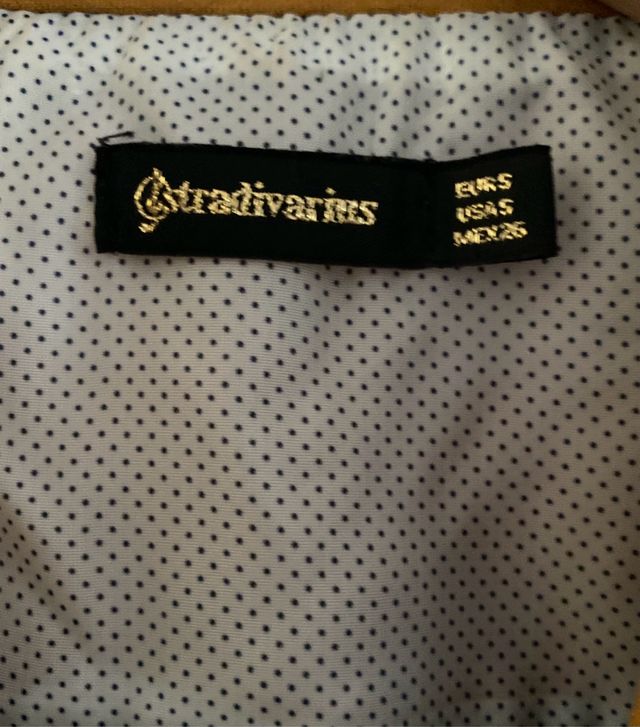 stradivarius
EUR S
USA S
MEX 26